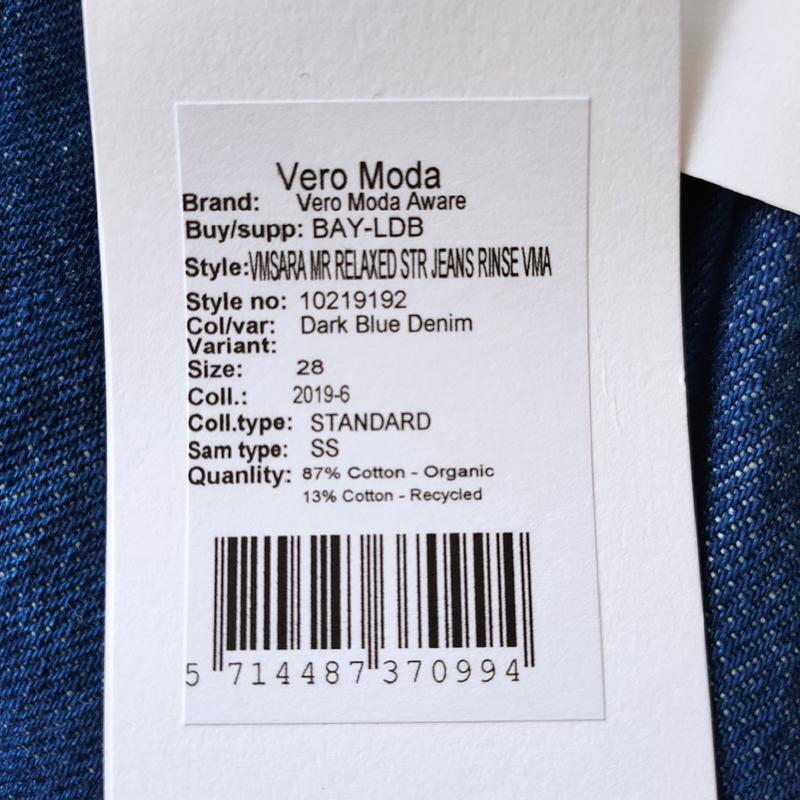 Vero Moda
Brand: Vero Moda Aware
Buy/supp: BAY-LDB
Style:VMSARA MR RELAXED STR JEANS RINSE VMA
Style no: 10219192
Col/var: Dark Blue Denim
Variant:
Size: 28
Coll.: 2019-6
Coll.type: STANDARD
Sam type: SS
Quanlity: 87% Cotton - Organic
13% Cotton - Recycled
5 714487 370994